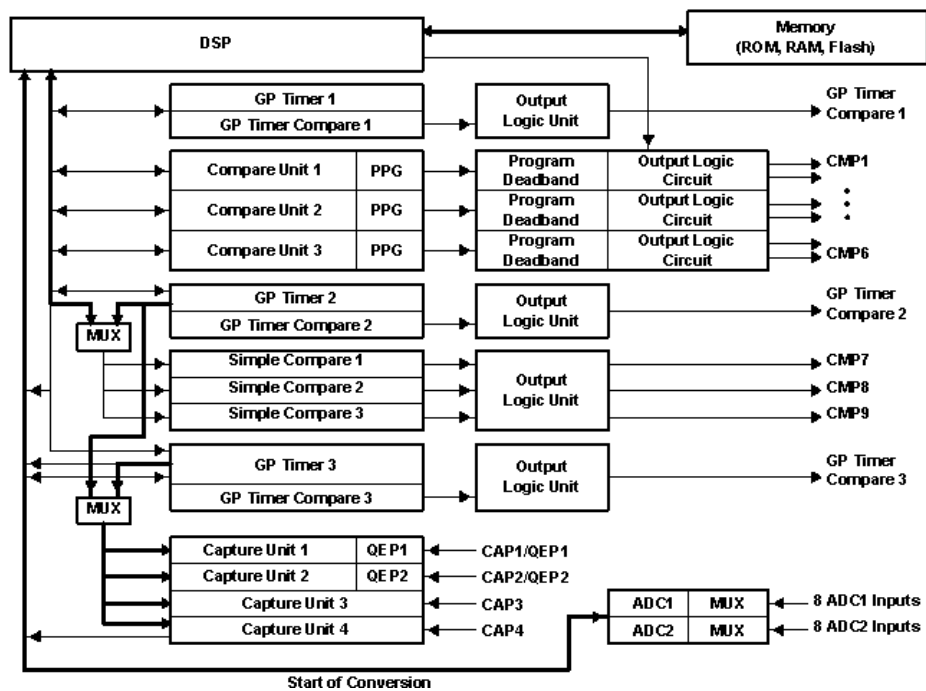 DSP
Memory
(ROM, RAM, Flash)
GP Timer 1
GP Timer Compare 1
Output
Logic Unit
GP Timer
Compare 1
Compare Unit 1
PPG
Program
Deadband
Output Logic
Circuit
CMP1
Compare Unit 2
PPG
Program
Deadband
Output Logic
Circuit
Compare Unit 3
PPG
Program
Deadband
Output Logic
Circuit
CMP6
GP Timer 2
GP Timer Compare 2
Output
Logic Unit
GP Timer
Compare 2
MUX
Simple Compare 1
Simple Compare 2
Simple Compare 3
Output
Logic Unit
CMP7
CMP8
CMP9
GP Timer 3
GP Timer Compare 3
Output
Logic Unit
GP Timer
Compare 3
MUX
Capture Unit 1
QEP1
CAP1/QEP1
Capture Unit 2
QEP2
CAP2/QEP2
Capture Unit 3
CAP3
Capture Unit 4
CAP4
ADC1
MUX
8 ADC1 Inputs
ADC2
MUX
8 ADC2 Inputs
Start of Conversion